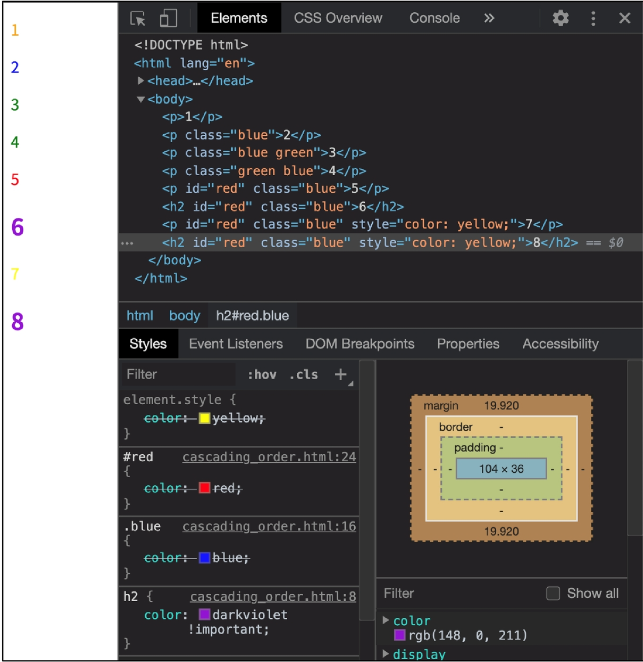 1
2
3
4
5
6
7
8
Elements CSS Overview Console »
<!DOCTYPE html>
<html lang="en">
<head>…</head>
<body>
<p>1</p>
<p class="blue">2</p>
<p class="blue green">3</p>
<p class="green blue">4</p>
<p id="red" class="blue">5</p>
<h2 id="red" class="blue">6</h2>
<p id="red" class="blue" style="color: yellow;">7</p>
… <h2 id="red" class="blue" style="color: yellow;">8</h2> == $0
</body>
</html>
html body h2#red.blue
Styles Event Listeners DOM Breakpoints Properties Accessibility
Filter :hov .cls +
element.style {
color: yellow;
}
#red cascading_order.html:24
{
color: red;
}
.blue cascading_order.html:16
{
color: blue;
}
h2 { cascading_order.html:8
color: darkviolet
!important;
}
margin 19.920
border -
padding -
- - - 104 × 36 - - -
-
-
19.920
Filter Show all
color
rgb(148, 0, 211)
display